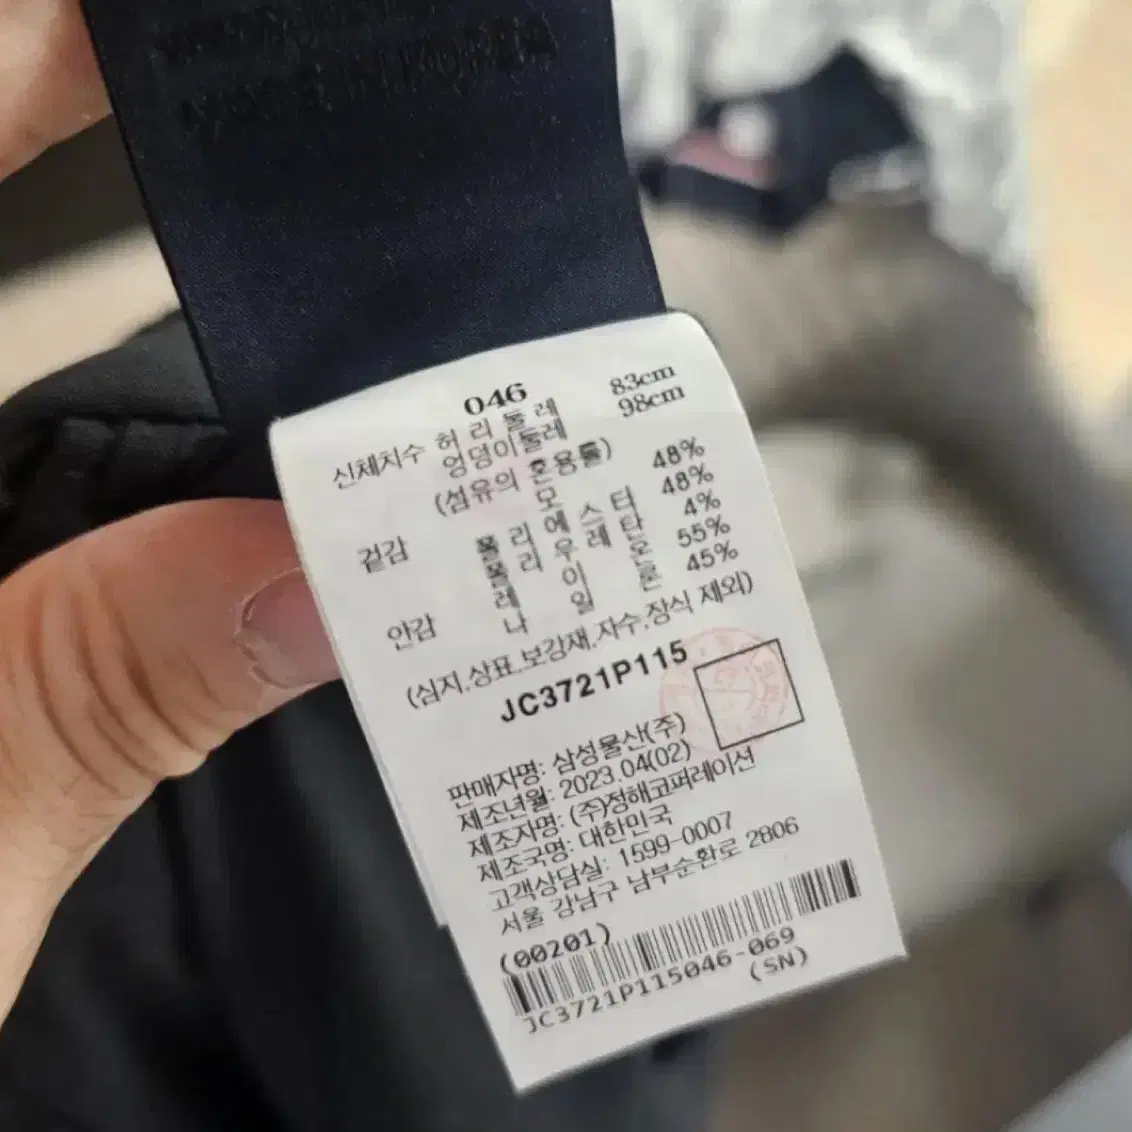 046
신체치수 허리둘레 83cm
엉덩이둘레 98cm
(섬유의 혼용률)
겉감 모 48%
폴리에스터 48%
폴리우레탄 4%
안감 레이온 55%
나일론 45%
(심지,상표,보강재,자수,장식 제외)
JC3721P115
판매자명: 삼성물산(주)
제조년월: 2023.04(02)
제조자명: (주)정해코퍼레이션
제조국명: 대한민국
고객상담실: 1599-0007
서울 강남구 남부순환로 2806
(00201)
JC3721P115046-069
(SN)